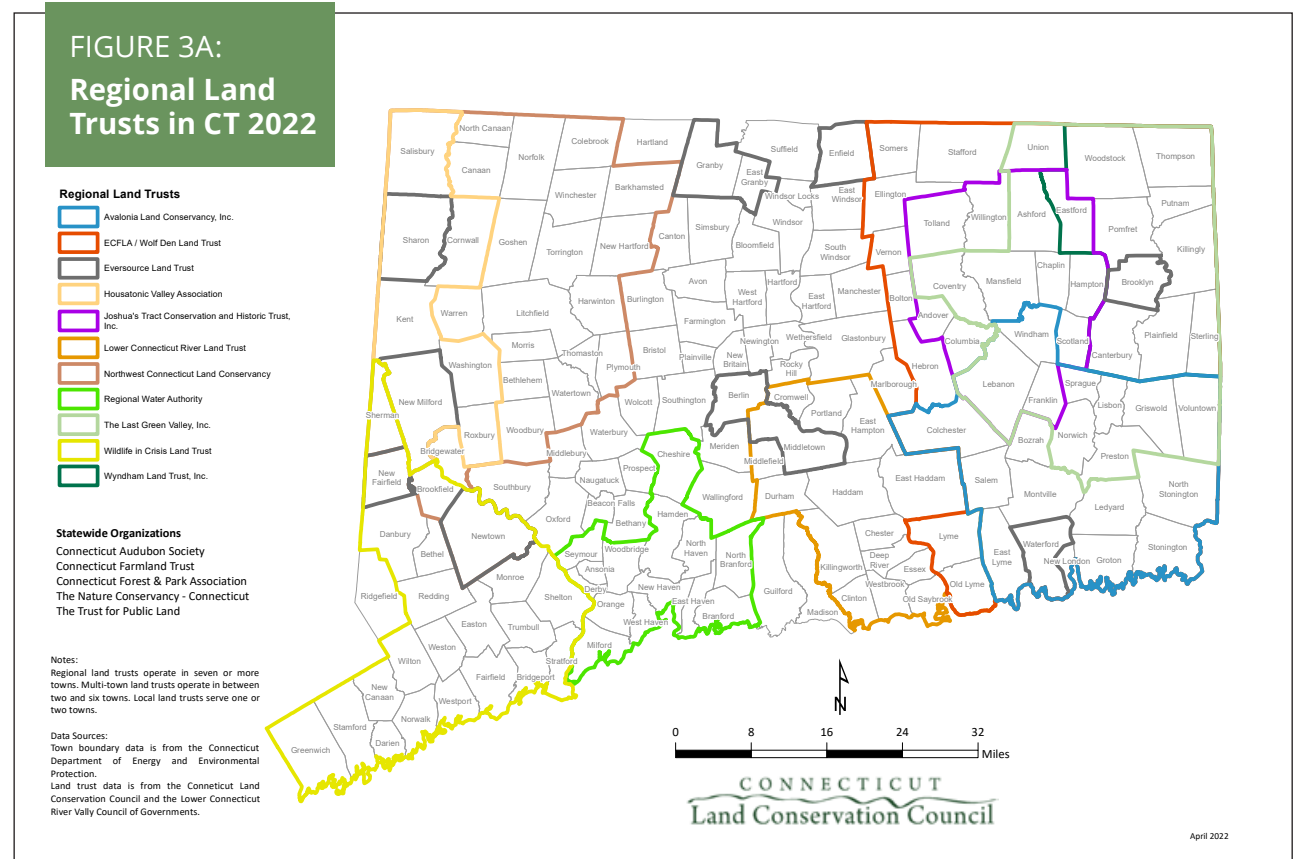 FIGURE 3A:
Regional Land
Trusts in CT 2022
Regional Land Trusts
Avalonia Land Conservancy, Inc.
ECFLA / Wolf Den Land Trust
Eversource Land Trust
Housatonic Valley Association
Joshua's Tract Conservation and Historic Trust,
Inc.
Lower Connecticut River Land Trust
Northwest Connecticut Land Conservancy
Regional Water Authority
The Last Green Valley, Inc.
Wildlife in Crisis Land Trust
Wyndham Land Trust, Inc.
Statewide Organizations
Connecticut Audubon Society
Connecticut Farmland Trust
Connecticut Forest & Park Association
The Nature Conservancy - Connecticut
The Trust for Public Land
Notes:
Regional land trusts operate in seven or more
towns. Multi-town land trusts operate in between
two and six towns. Local land trusts serve one or
two towns.
Data Sources:
Town boundary data is from the Connecticut
Department of Energy and Environmental
Protection.
Land trust data is from the Conneticut Land
Conservation Council and the Lower Connecticut
River Vally Council of Governments.
Salisbury
North Canaan
Canaan
Norfolk
Colebrook
Hartland
Granby
Suffield
East
Granby
Windsor Locks
Enfield
Somers
Stafford
Union
Woodstock
Thompson
Winchester
Barkhamsted
East
Windsor
Ellington
Tolland
Willington
Ashford
Eastford
Putnam
Pomfret
Killingly
Sharon
Cornwall
Goshen
Torrington
New Hartford
Canton
Simsbury
Bloomfield
Windsor
South
Windsor
Vernon
Coventry
Mansfield
Chaplin
Hampton
Brooklyn
Kent
Warren
Litchfield
Harwinton
Burlington
Avon
West
Hartford
Hartford
East
Hartford
Manchester
Bolton
Andover
Columbia
Windham
Scotland
Canterbury
Plainfield
Sterling
Washington
Morris
Thomaston
Plymouth
Bristol
Farmington
Plainville
New
Britain
Newington
Wethersfield
Rocky
Hill
Glastonbury
Hebron
Marlborough
Lebanon
Franklin
Sprague
Lisbon
Griswold
Voluntown
Bethlehem
Watertown
Wolcott
Southington
Berlin
Cromwell
Portland
East
Hampton
Colchester
Bozrah
Norwich
Preston
New Milford
Sherman
Roxbury
Bridgewater
Woodbury
Middlebury
Waterbury
Cheshire
Meriden
Middletown
Middlefield
Prospect
Naugatuck
Wallingford
Durham
Haddam
East Haddam
Salem
Montville
Ledyard
North
Stonington
New
Fairfield
Brookfield
Southbury
Oxford
Beacon Falls
Bethany
Hamden
Danbury
Bethel
Newtown
Monroe
Seymour
Woodbridge
Ansonia
Derby
North
Haven
North
Branford
Guilford
Killingworth
Chester
Deep
River
Essex
Westbrook
Lyme
Old Lyme
East
Lyme
Waterford
New London
Groton
Stonington
Ridgefield
Redding
Easton
Trumbull
Shelton
Orange
New Haven
East Haven
West Haven
Branford
Madison
Clinton
Old Saybrook
Wilton
Weston
Fairfield
Bridgeport
Stratford
Milford
New
Canaan
Norwalk
Westport
Greenwich
Stamford
Darien
N
0 8 16 24 32
Miles
CONNECTICUT
Land Conservation Council
April 2022